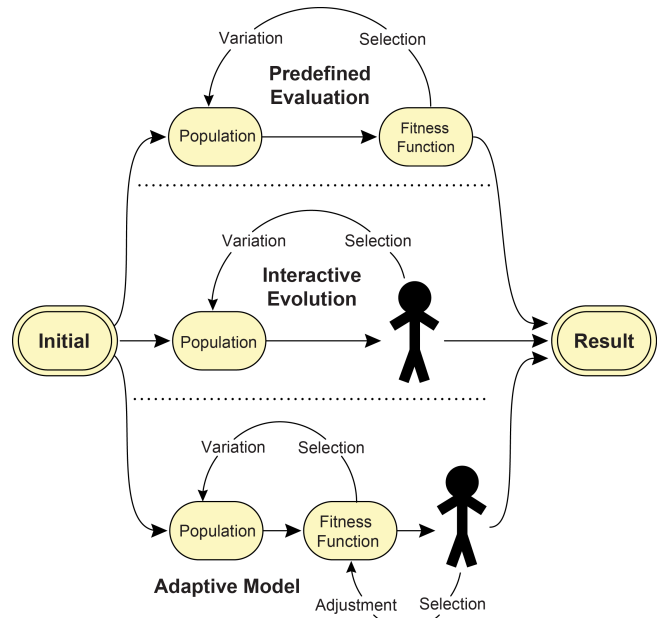 Variation
Selection
Predefined
Evaluation
Population
Fitness
Function
Variation
Selection
Interactive
Evolution
Initial
Population
Result
Variation
Selection
Population
Fitness
Function
Adaptive Model
Adjustment
Selection